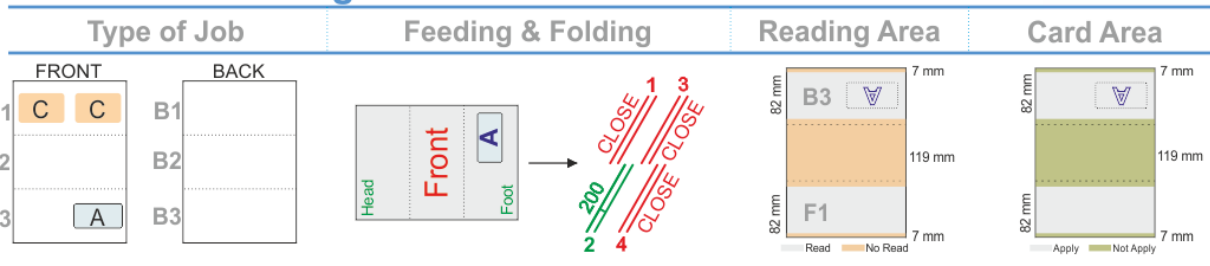 Type of Job
Feeding & Folding
Reading Area
Card Area
FRONT
BACK
1
C
C
2
3
A
B1
B2
B3
Head
Front
Foot
A
1
3
CLOSE
CLOSE
200
CLOSE
2
4
7 mm
82 mm
B3
A
119 mm
82 mm
F1
7 mm
Read
No Read
7 mm
82 mm
A
119 mm
82 mm
7 mm
Apply
Not Apply